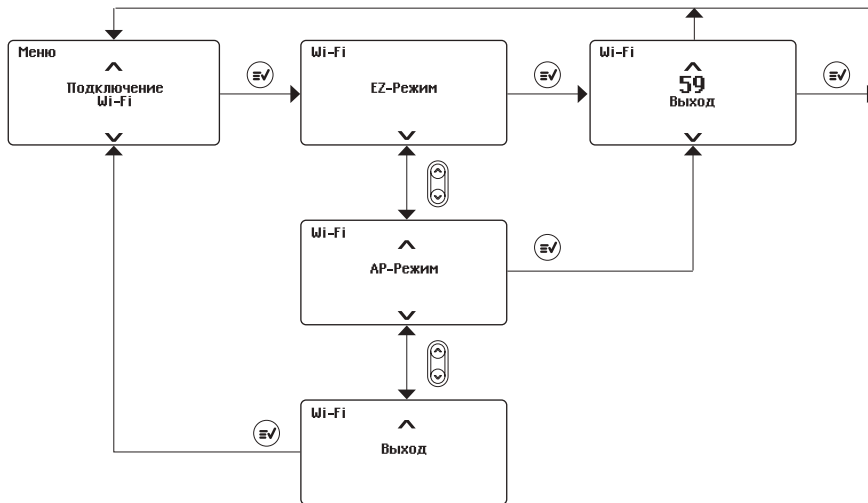 Меню
Подключение
Wi-Fi
Wi-Fi
EZ-Режим
Wi-Fi
59
Выход
Wi-Fi
AP-Режим
Wi-Fi
Выход